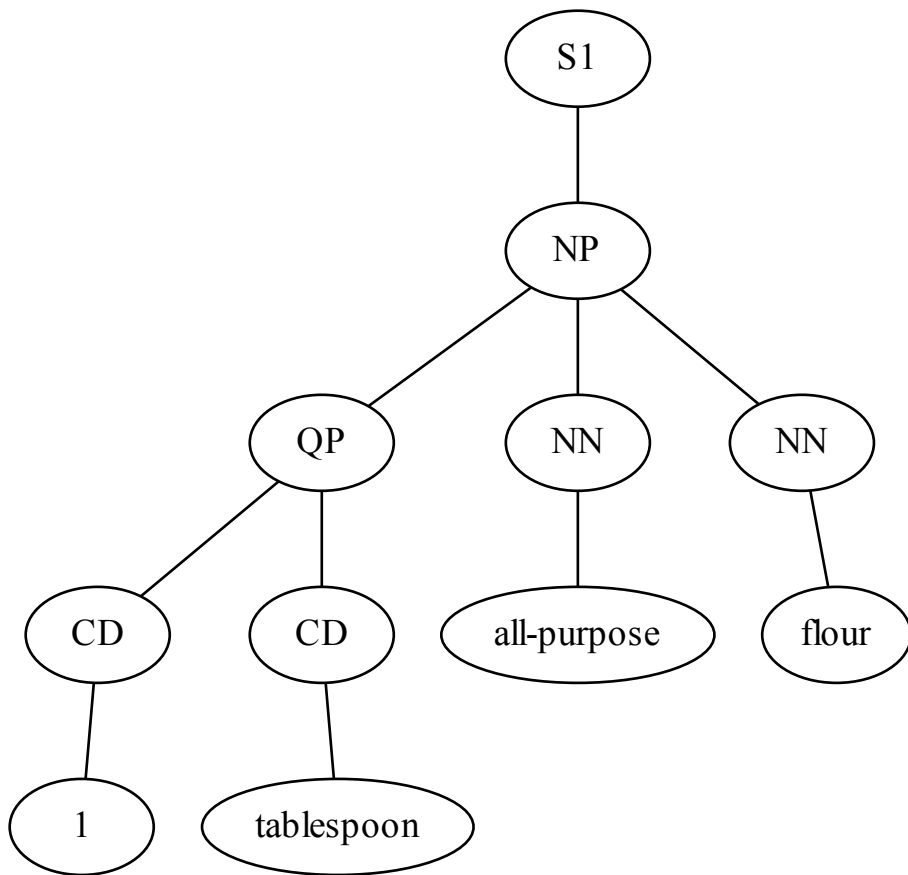 S1
NP
QP NN NN
CD CD all-purpose flour
1 tablespoon